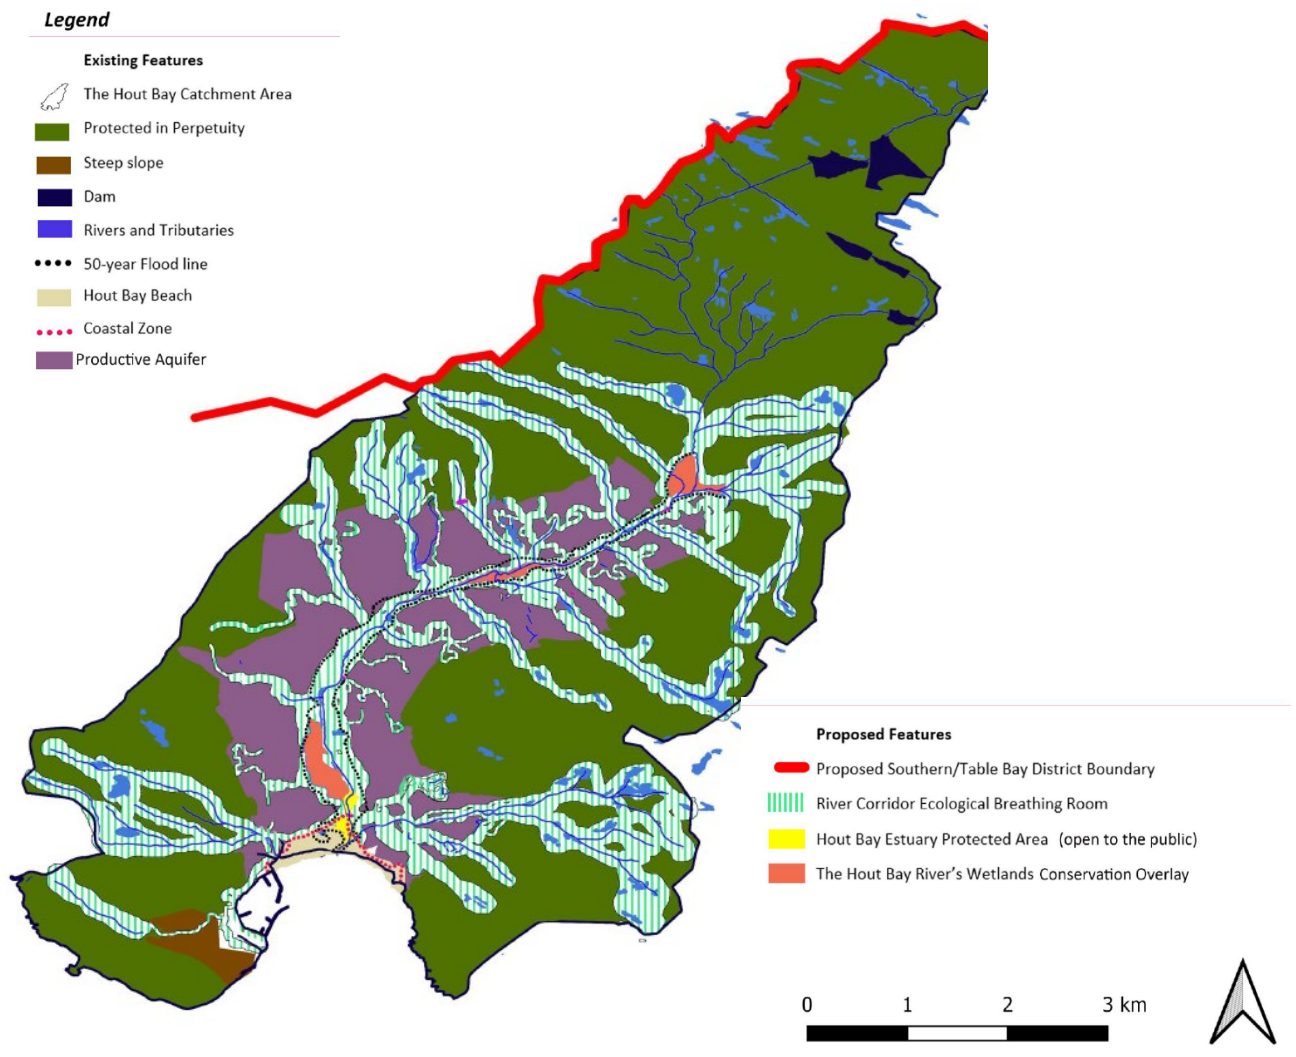 Legend
Existing Features
The Hout Bay Catchment Area
Protected in Perpetuity
Steep slope
Dam
Rivers and Tributaries
50-year Flood line
Hout Bay Beach
Coastal Zone
Productive Aquifer
Proposed Features
Proposed Southern/Table Bay District Boundary
River Corridor Ecological Breathing Room
Hout Bay Estuary Protected Area (open to the public)
The Hout Bay River's Wetlands Conservation Overlay
0 1 2 3 km